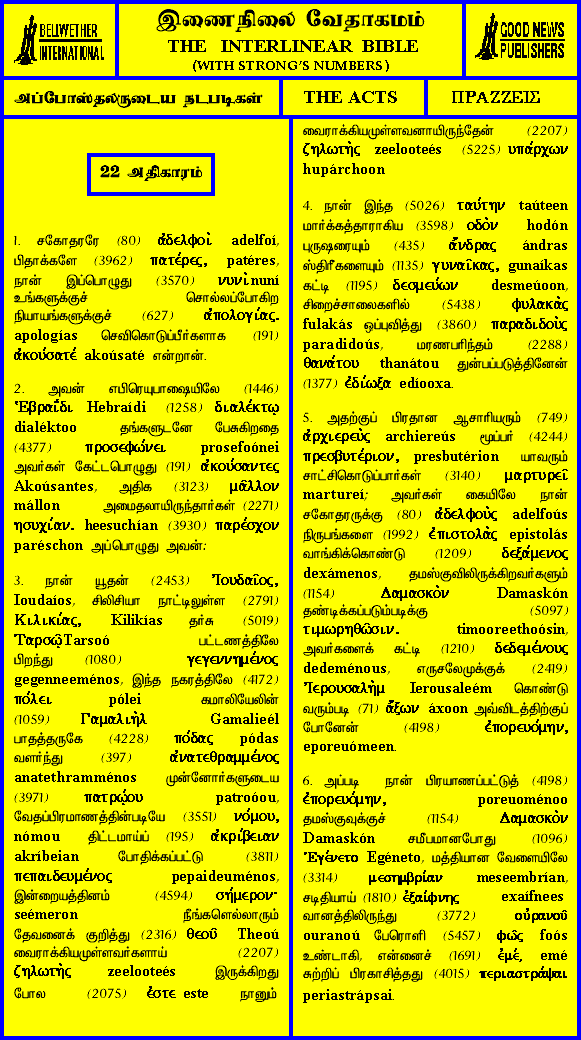 BELLWETHER
INTERNATIONAL
இணைநிலை வேதாகமம்
THE INTERLINEAR BIBLE
(WITH STRONG'S NUMBERS)
GOOD NEWS
PUBLISHERS
அப்போஸ்தலருடைய நடபடிகள்
THE ACTS
ΠΡΑΖΖΕΙΣ
22 அதிகாரம்
1. சகோதரரே (80) ἀδελφοὶ adelfoí,
பிதாக்களே (3962) πατέρες, patéres,
நான் இப்பொழுது (3570) νυνὶ nuní
உங்களுக்குச் சொல்லப்போகிற
நியாயங்களுக்குச் (627) ἀπολογίας.
apologías செவிகொடுப்பீர்களாக (191)
ἀκούσατέ akoúsaté என்றான்.
2. அவன் எபிரெயுபாஷையிலே (1446)
Ἑβραΐδι Hebraídi (1258) διαλέκτῳ
dialéktoo தங்களுடனே பேசுகிறதை
(4377) προσεφώνει prosefoónei
அவர்கள் கேட்டபொழுது (191) ἀκούσαντες
Akoúsantes, அதிக (3123) μᾶλλον
mállon அமைதலாயிருந்தார்கள் (2271)
ησυχίαν. heesuchían (3930) παρέσχον
paréschon அப்பொழுது அவன்:
3. நான் யூதன் (2453) Ἰουδαῖος,
Ioudaíos, சிலிசியா நாட்டிலுள்ள (2791)
Κιλικίας, Kilikías தர்சு (5019)
Ταρσῷ Tarsoó பட்டணத்திலே
பிறந்து (1080) γεγεννημένος
gegenneeménos, இந்த நகரத்திலே (4172)
πόλει pólei கமாலியேலின்
(1059) Γαμαλιὴλ Gamalieél
பாதத்தருகே (4228) πόδας pódas
வளர்ந்து (397) ἀνατεθραμμένος
anatethramménos முன்னோர்களுடைய
(3971) πατρῴου patroóou,
வேதப்பிரமாணத்தின்படியே (3551) νόμου,
nómou திட்டமாய்ப் (195) ἀκρίβειαν
akríbeian போதிக்கப்பட்டு (3811)
πεπαιδευμένος pepaideuménos,
இன்றையத்தினம் (4594) σήμερον·
seémeron நீங்களெல்லாரும்
தேவனைக் குறித்து (2316) θεοῦ Theoú
வைராக்கியமுள்ளவர்களாய் (2207)
ζηλωτὴς zeelooteés இருக்கிறது
போல (2075) ἐστε este நானும்
வைராக்கியமுள்ளவனாயிருந்தேன் (2207)
ζηλωτὴς zeelooteés (5225) υπάρχων
hupárchoon
4. நான் இந்த (5026) ταύτην taúteen
மார்க்கத்தாராகிய (3598) οδὸν hodón
புருஷரையும் (435) ἄνδρας ándras
ஸ்திரீகளையும் (1135) γυναῖκας, gunaíkas
கட்டி (1195) δεσμεύων desmeúoon,
சிறைச்சாலைகளில் (5438) φυλακὰς
fulakás ஒப்புவித்து (3860) παραδιδοὺς
paradidoús, மரணபரிந்தம் (2288)
θανάτου thanátou துன்பப்படுத்தினேன்
(1377) ἐδίωξα edíooxa.
5. அதற்குப் பிரதான ஆசாரியரும் (749)
ἀρχιερεὺς archiereús மூப்பர் (4244)
πρεσβυτέριον, presbutérion யாவரும்
சாட்சிகொடுப்பார்கள் (3140) μαρτυρεῖ
martureí; அவர்கள் கையிலே நான்
சகோதரருக்கு (80) ἀδελφοὺς adelfoús
நிருபங்களை (1992) ἐπιστολὰς epistolás
வாங்கிக்கொண்டு (1209) δεξάμενος
dexámenos, தமஸ்குவிலிருக்கிறவர்களும்
(1154) Δαμασκὸν Damaskón
தண்டிக்கப்படும்படிக்கு (5097)
τιμωρηθῶσιν. timooreethoósin,
அவர்களைக் கட்டி (1210) δεδεμένους
dedeménous, எருசலேமுக்குக் (2419)
Ἰερουσαλὴμ Ierousaleém கொண்டு
வரும்படி (71) ἄξων áxoon அவ்விடத்திற்குப்
போனேன் (4198) ἐπορευόμην,
eporeuómeen.
6. அப்படி நான் பிரயாணப்பட்டுத் (4198)
ἐπορευόμην, poreuoménoo
தமஸ்குவுக்குச் (1154) Δαμασκὸν
Damaskón சமீபமானபோது (1096)
Ἐγένετο Egéneto, மத்தியான வேளையிலே
(3314) μεσημβρίαν meseembrían,
சடிதியாய் (1810) ἐξαίφνης exaífnees
வானத்திலிருந்து (3772) οὐρανοῦ
ouranoú பேரொளி (5457) φῶς foós
உண்டாகி, என்னைச் (1691) ἐμέ, emé
சுற்றிப் பிரகாசித்தது (4015) περιαστράψαι
periastrápsai.